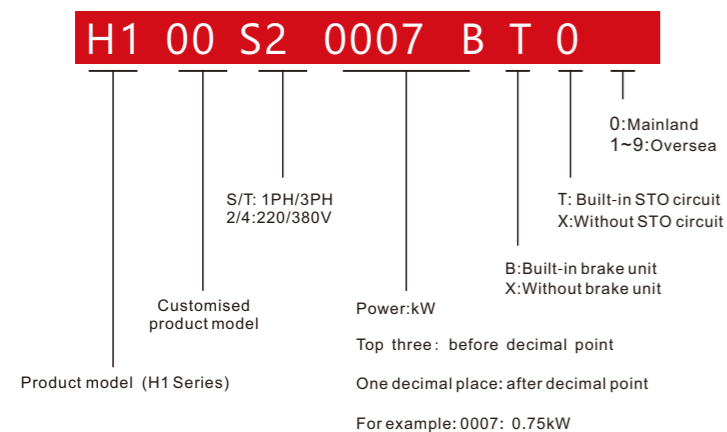 H1 00 S2 0007 B T 0
0:Mainland
1~9:Oversea
S/T: 1PH/3PH
2/4:220/380V
T: Built-in STO circuit
X:Without STO circuit
B:Built-in brake unit
X:Without brake unit
Customised
product model
Power:kW
Top three: before decimal point
Product model (H1 Series)
One decimal place: after decimal point
For example: 0007: 0.75kW